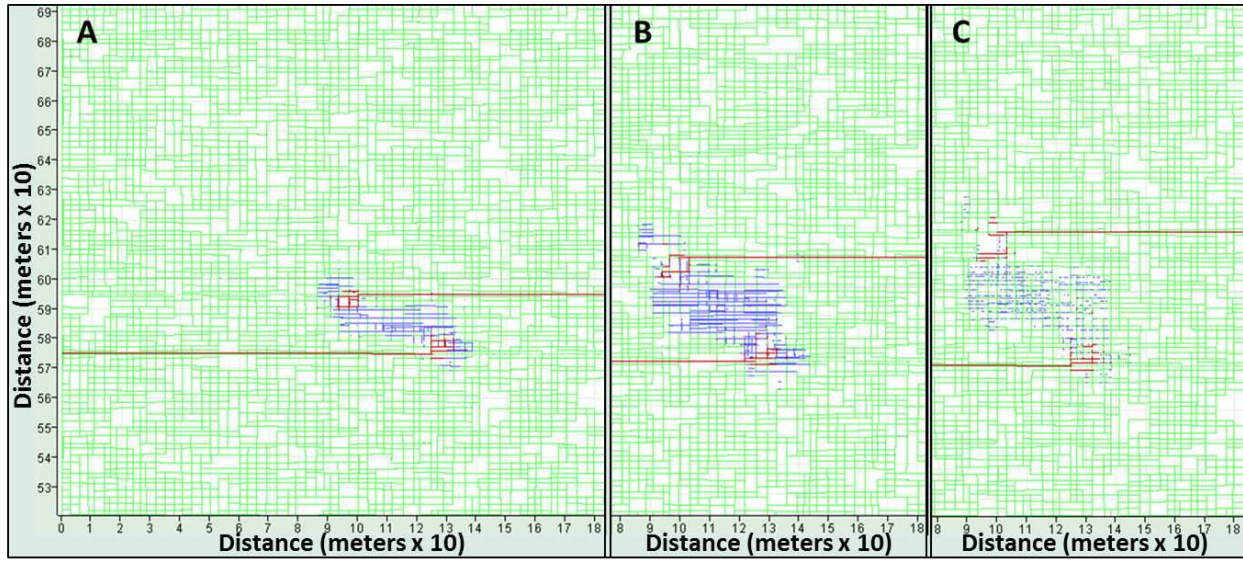 A
B
C
69
68
67
66
65
64
63
62
61
60
59
58
57
56
55
54
53
Distance (meters x 10)
0 1 2 3 4 5 6 7 8 9 10 11 12 13 14 15 16 17 18
8 9 10 11 12 13 14 15 16 17 18
8 9 10 11 12 13 14 15 16 17 18
Distance (meters x 10)
Distance (meters x 10)
Distance (meters x 10)